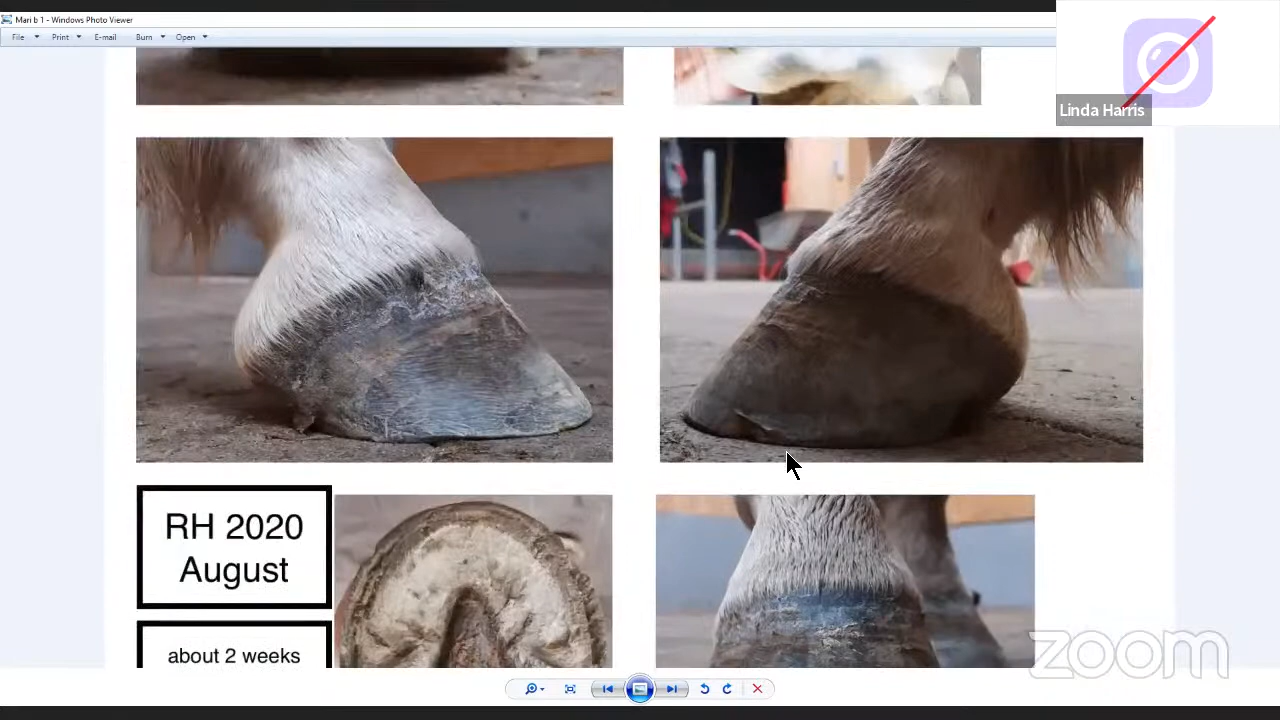 Mari b 1 - Windows Photo Viewer
File Print E-mail Burn Open
Linda Harris
RH 2020
August
about 2 weeks
zoom